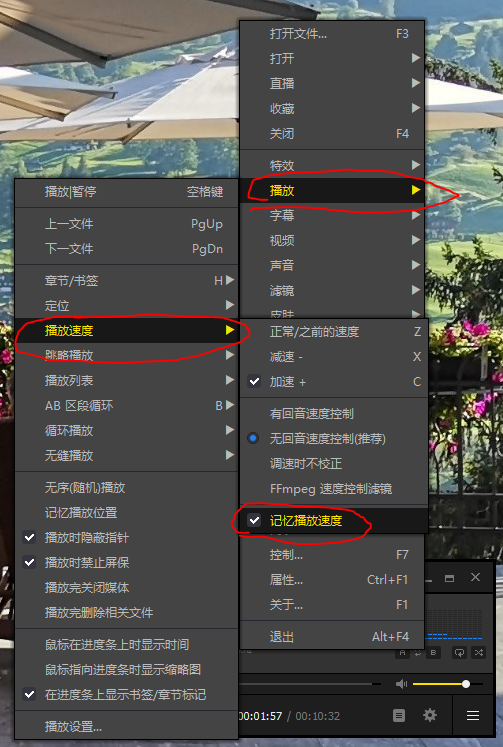 打开文件... F3
打开
直播
收藏
关闭 F4
特效
播放
字幕
视频
声音
滤镜
皮肤
播放|暂停 空格键
上一文件 PgUp
下一文件 PgDn
章节/书签 H
定位
播放速度
跳略播放
播放列表
AB 区段循环 B
循环播放
无缝播放
无序(随机)播放
记忆播放位置
播放时隐蔽指针
播放时禁止屏保
播放完关闭媒体
播放完删除相关文件
鼠标在进度条上时显示时间
鼠标指向进度条时显示缩略图
在进度条上显示书签/章节标记
播放设置...
正常/之前的速度 Z
减速 - X
加速 + C
有回音速度控制
无回音速度控制(推荐)
调速时不校正
FFmpeg 速度控制滤镜
记忆播放速度
控制... F7
属性... Ctrl+F1
关于... F1
退出 Alt+F4
A B
00:01:57 / 00:10:32